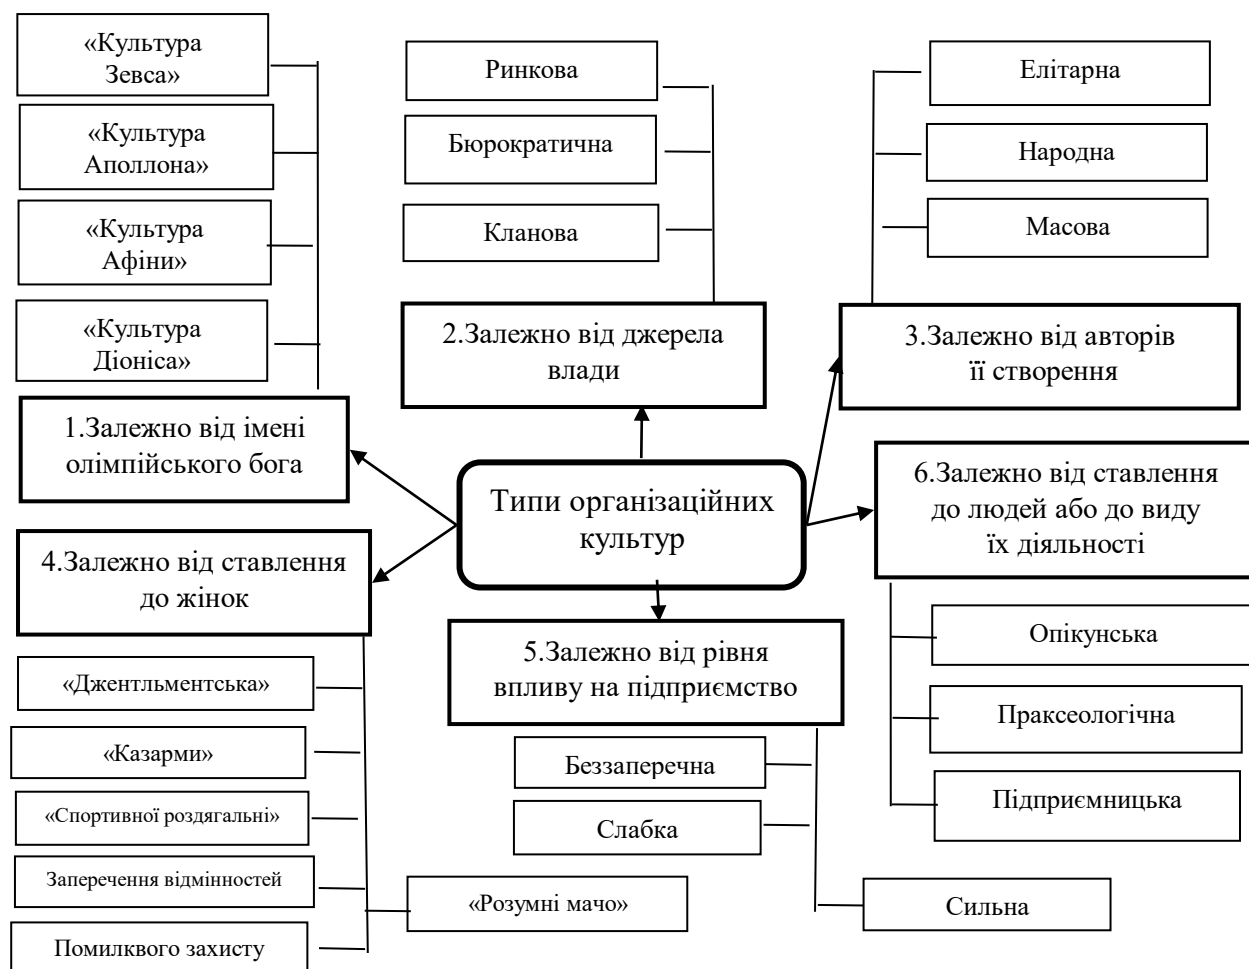 «Культура
Зевса»
«Культура
Аполлона»
«Культура
Афіни»
«Культура
Діоніса»
1.Залежно від імені
олімпійського бога
Ринкова
Бюрократична
Кланова
2.Залежно від джерела
влади
Елітарна
Народна
Масова
3.Залежно від авторів
її створення
Типи організаційних
культур
4.Залежно від ставлення
до жінок
«Джентльментська»
«Казарми»
«Спортивної роздягальні»
Заперечення відмінностей
Помилквого захисту
«Розумні мачо»
5.Залежно від рівня
впливу на підприємство
Беззаперечна
Слабка
Сильна
6.Залежно від ставлення
до людей або до виду
їх діяльності
Опікунська
Праксеологічна
Підприємницька